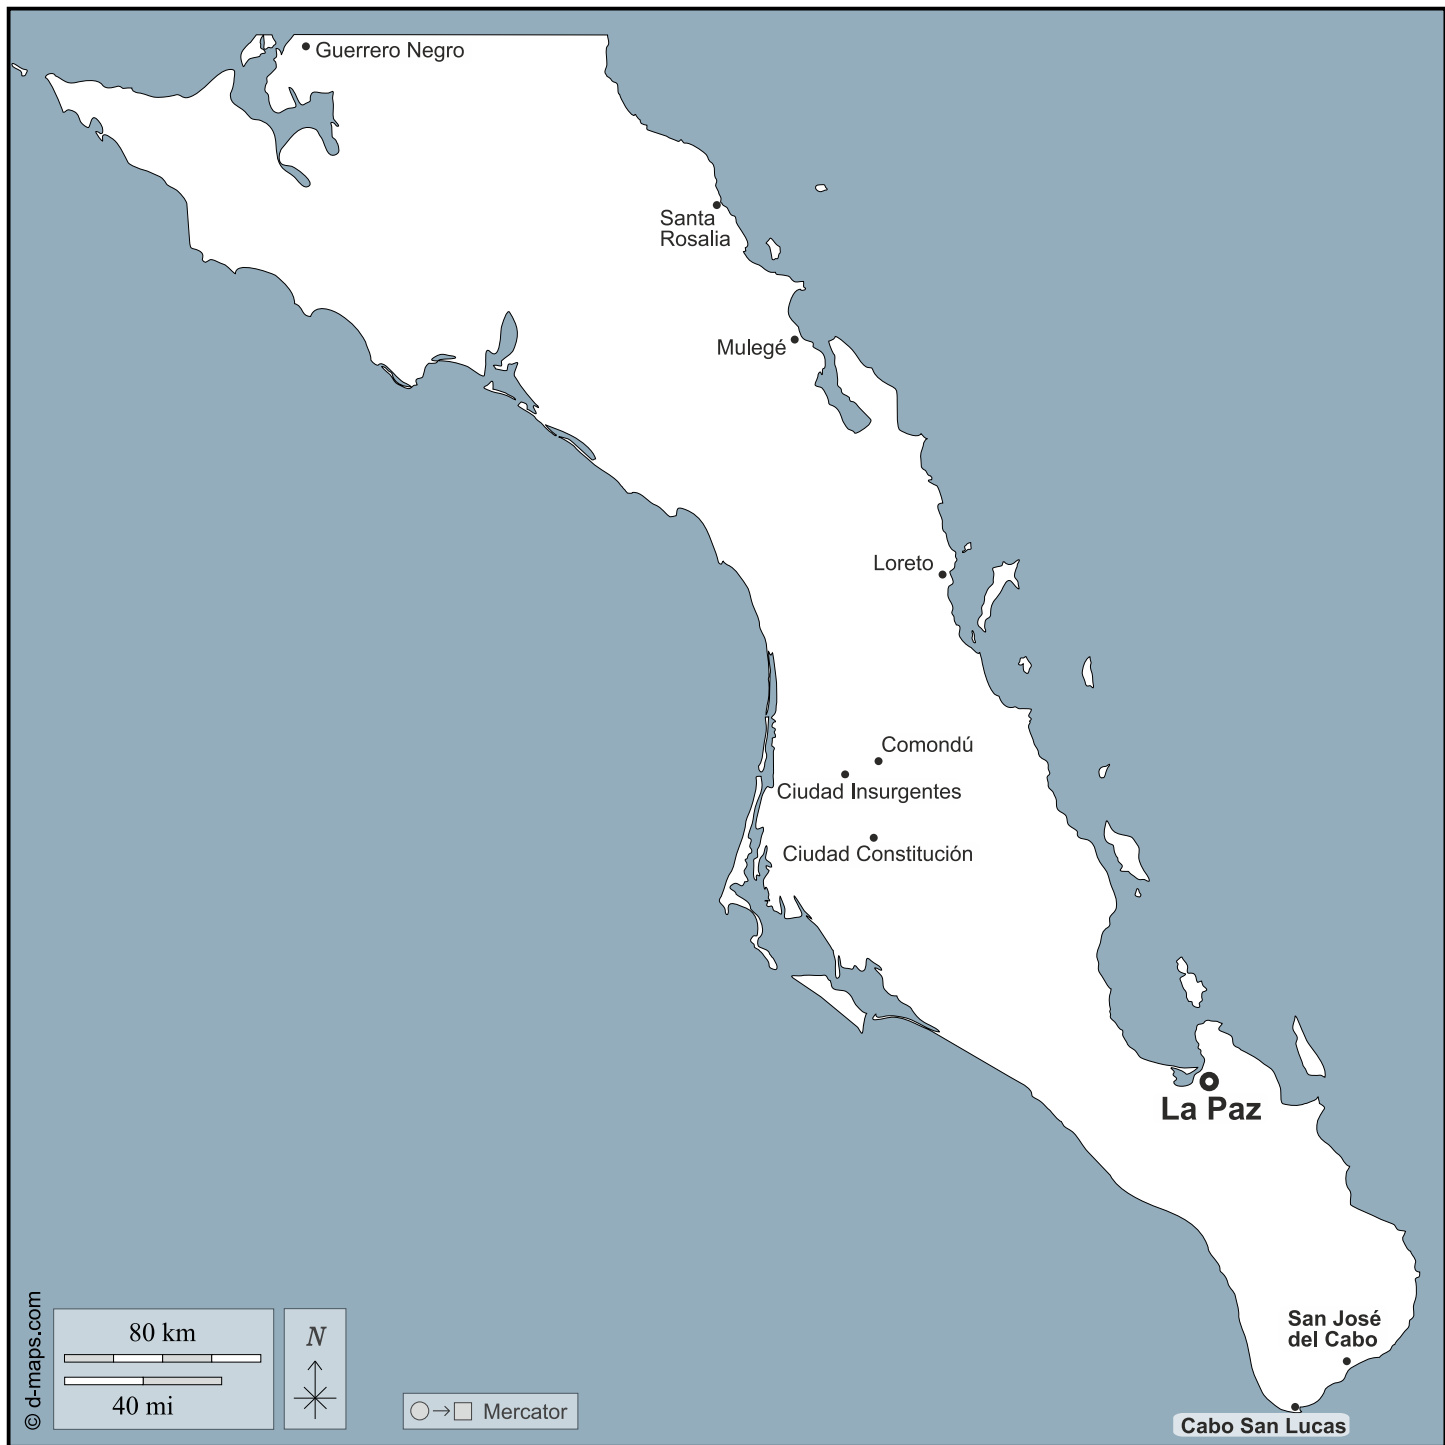 Guerrero Negro
Santa
Rosalia
Mulegé
Loreto
Comondú
Ciudad Insurgentes
Ciudad Constitución
La Paz
San José
del Cabo
Cabo San Lucas
© d-maps.com
80 km
40 mi
N
Mercator